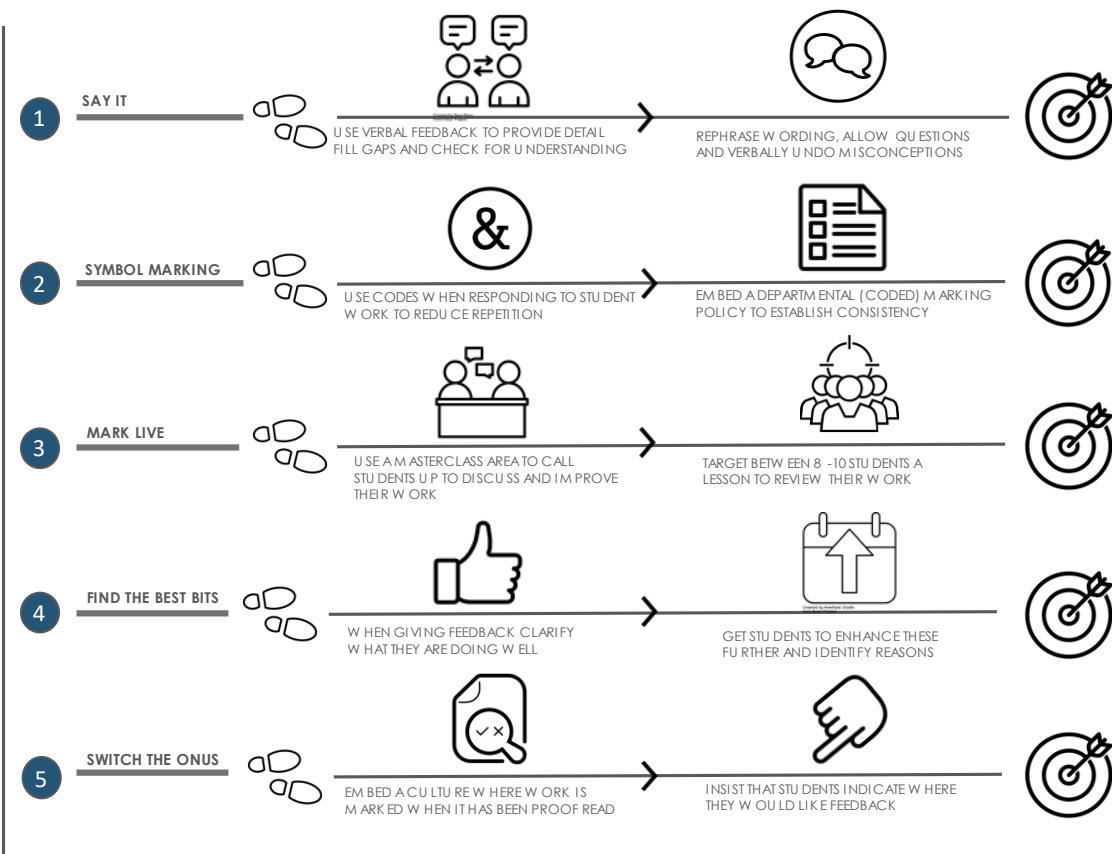 1
SAY IT
USE VERBAL FEEDBACK TO PROVIDE DETAIL
FILL GAPS AND CHECK FOR UNDERSTANDING
REPHRASE WORDING, ALLOW QUESTIONS
AND VERBALLY UNDO MISCONCEPTIONS
2
SYMBOL MARKING
&
USE CODES WHEN RESPONDING TO STUDENT
WORK TO REDUCE REPETITION
EMBED A DEPARTMENTAL (CODED) MARKING
POLICY TO ESTABLISH CONSISTENCY
3
MARK LIVE
USE A MASTERCLASS AREA TO CALL
STUDENTS UP TO DISCUSS AND IMPROVE
THEIR WORK
TARGET BETWEEN 8 -10 STUDENTS A
LESSON TO REVIEW THEIR WORK
4
FIND THE BEST BITS
WHEN GIVING FEEDBACK CLARIFY
WHAT THEY ARE DOING WELL
GET STUDENTS TO ENHANCE THESE
FURTHER AND IDENTIFY REASONS
5
SWITCH THE ONUS
EMBED A CULTURE WHERE WORK IS
MARKED WHEN IT HAS BEEN PROOF READ
INSIST THAT STUDENTS INDICATE WHERE
THEY WOULD LIKE FEEDBACK